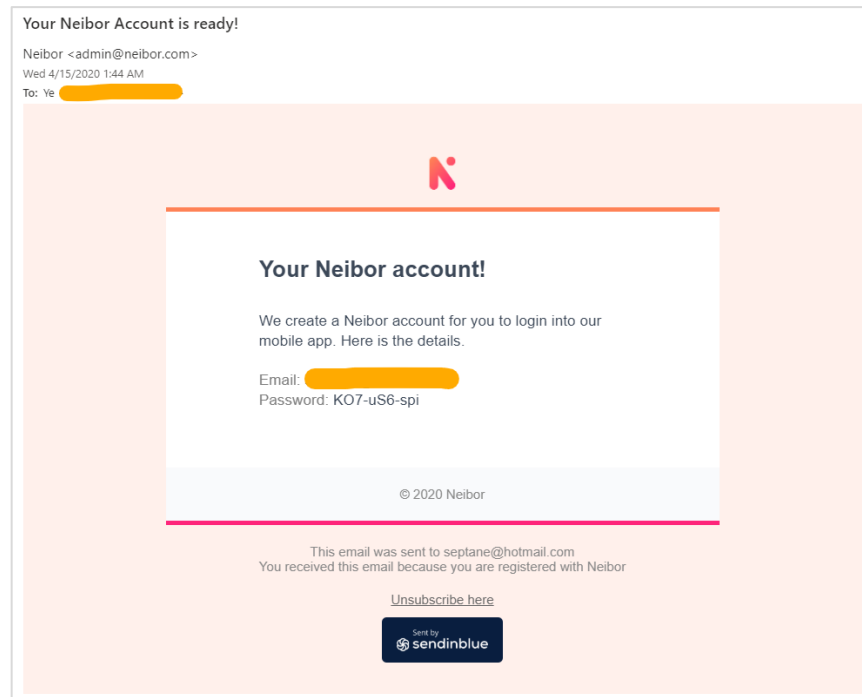 Your Neibor Account is ready!
Neibor <admin@neibor.com>
Wed 4/15/2020 1:44 AM
To: Ye
Your Neibor account!
We create a Neibor account for you to login into our
mobile app. Here is the details.
Email:
Password: KO7-uS6-spi
© 2020 Neibor
This email was sent to septane@hotmail.com
You received this email because you are registered with Neibor
Unsubscribe here
Sent by
sendinblue